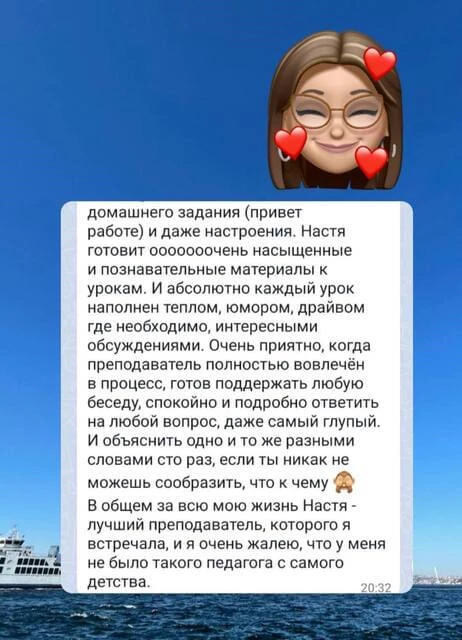 домашнего задания (привет
работе) и даже настроения. Настя
готовит оооооoочень насыщенные
и познавательные материалы к
урокам. И абсолютно каждый урок
наполнен теплом, юмором, драйвом
где необходимо, интересными
обсуждениями. Очень приятно, когда
преподаватель полностью вовлечён
в процесс, готов поддержать любую
беседу, спокойно и подробно ответить
на любой вопрос, даже самый глупый.
И объяснить одно и то же разными
словами сто раз, если ты никак не
можешь сообразить, что к чему 🙈
В общем за всю мою жизнь Настя -
лучший преподаватель, которого я
встречала, и я очень жалею, что у меня
не было такого педагога с самого
детства.
20:32